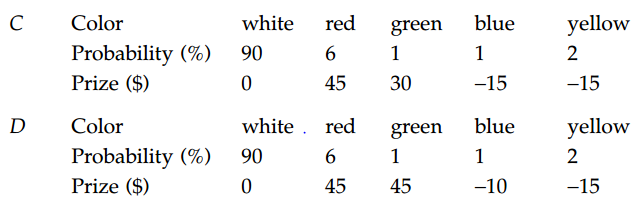 C Color white red green blue yellow
Probability (%) 90 6 1 1 2
Prize ($) 0 45 30 –15 –15
D Color white red green blue yellow
Probability (%) 90 6 1 1 2
Prize ($) 0 45 45 –10 –15